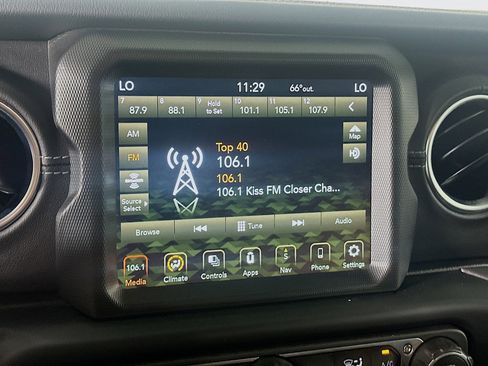 LO 11:29 66°out. LO
7 8 9 10 11 12
87.9 88.1 Hold to Set 101.1 105.1 107.9
AM
Map
Top 40
FM 106.1
106.1
106.1 Kiss FM Closer Cha...
Source
Select
Browse Tune Audio
106.1
Media Climate Controls Apps Nav Phone Settings
A/C